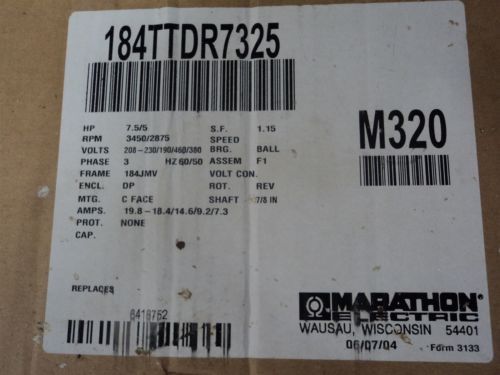 184TTDR7325
HP 7.5/5 S.F. 1.15
RPM 3450/2875 SPEED
VOLTS 208-230/190/460/380 BRG. BALL
PHASE 3 HZ 60/50 ASSEM F1
FRAME 184JMV VOLT CON.
ENCL. DP ROT. REV
MTG. C FACE SHAFT 7/8 IN
AMPS. 19.8-18.4/14.6/9.2/7.3
PROT. NONE
CAP.
M320
REPLACES
6416752
MARATHON®
ELECTRIC
WAUSAU, WISCONSIN 54401
06/07/04 Form 3133